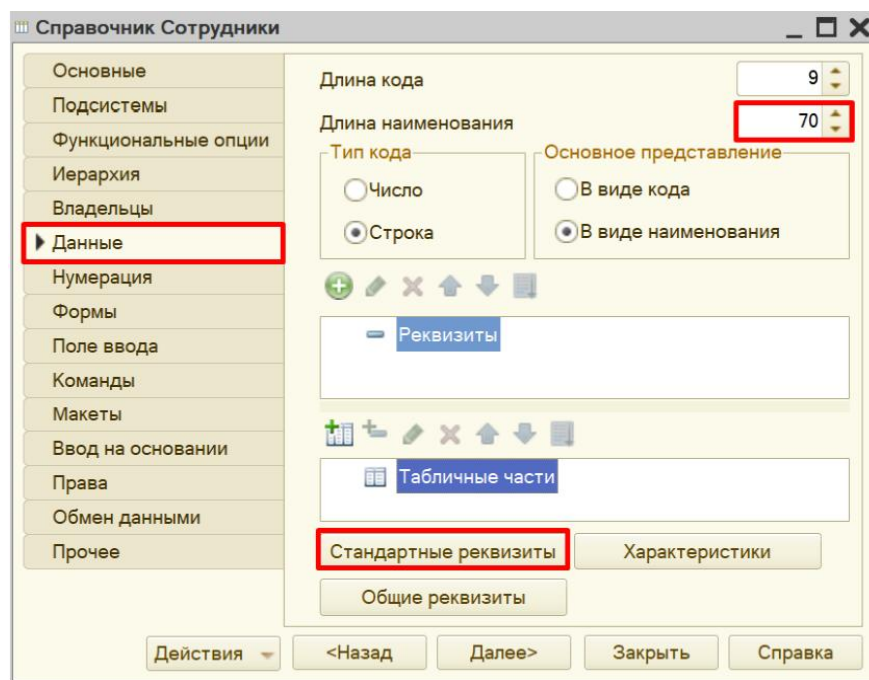 Справочник Сотрудники
Основные
Подсистемы
Функциональные опции
Иерархия
Владельцы
Данные
Нумерация
Формы
Поле ввода
Команды
Макеты
Ввод на основании
Права
Обмен данными
Прочее
Длина кода 9
Длина наименования 70
Тип кода Основное представление
Число В виде кода
Строка В виде наименования
Реквизиты
Табличные части
Стандартные реквизиты Характеристики
Общие реквизиты
Действия <Назад Далее> Закрыть Справка